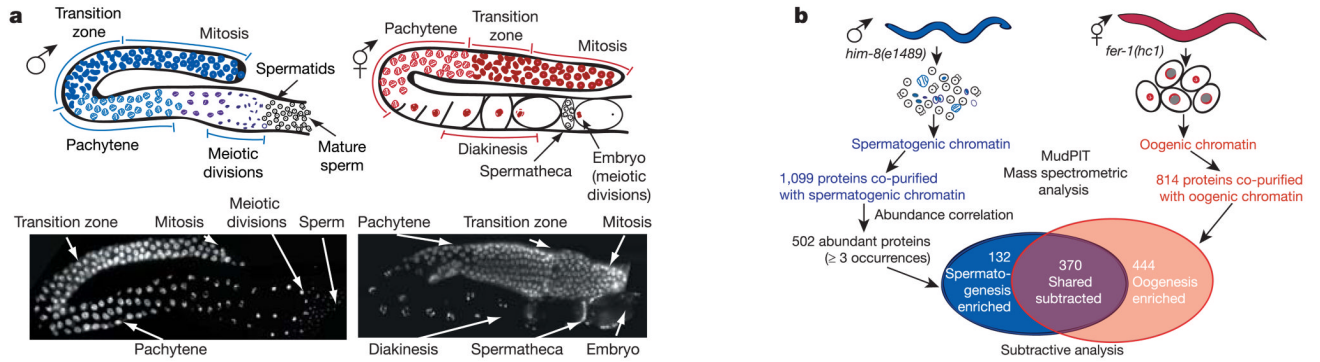 a
Transition
zone
Mitosis
Spermatids
Pachytene
Meiotic
divisions
Mature
sperm
Pachytene
Transition
zone
Mitosis
Diakinesis
Spermatheca
Embryo
(meiotic
divisions)
Transition zone
Mitosis
Meiotic
divisions
Sperm
Pachytene
Pachytene
Transition zone
Mitosis
Diakinesis
Spermatheca
Embryo
b
him-8(e1489)
fer-1(hc1)
Spermatogenic chromatin
Oogenic chromatin
MudPIT
Mass spectrometric
analysis
1,099 proteins co-purified
with spermatogenic chromatin
814 proteins co-purified
with oogenic chromatin
Abundance correlation
502 abundant proteins
(≥ 3 occurrences)
132
Spermato-
genesis
enriched
370
Shared
subtracted
444
Oogenesis
enriched
Subtractive analysis